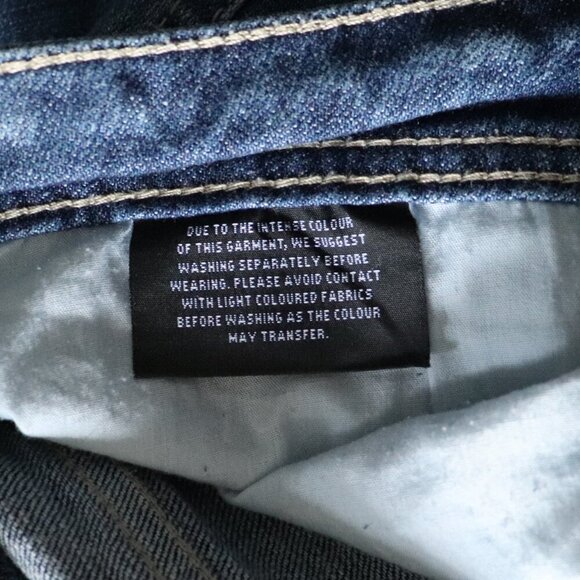 DUE TO THE INTENSE COLOUR
OF THIS GARMENT, WE SUGGEST
WASHING SEPARATELY BEFORE
WEARING. PLEASE AVOID CONTACT
WITH LIGHT COLOURED FABRICS
BEFORE WASHING AS THE COLOUR
MAY TRANSFER.